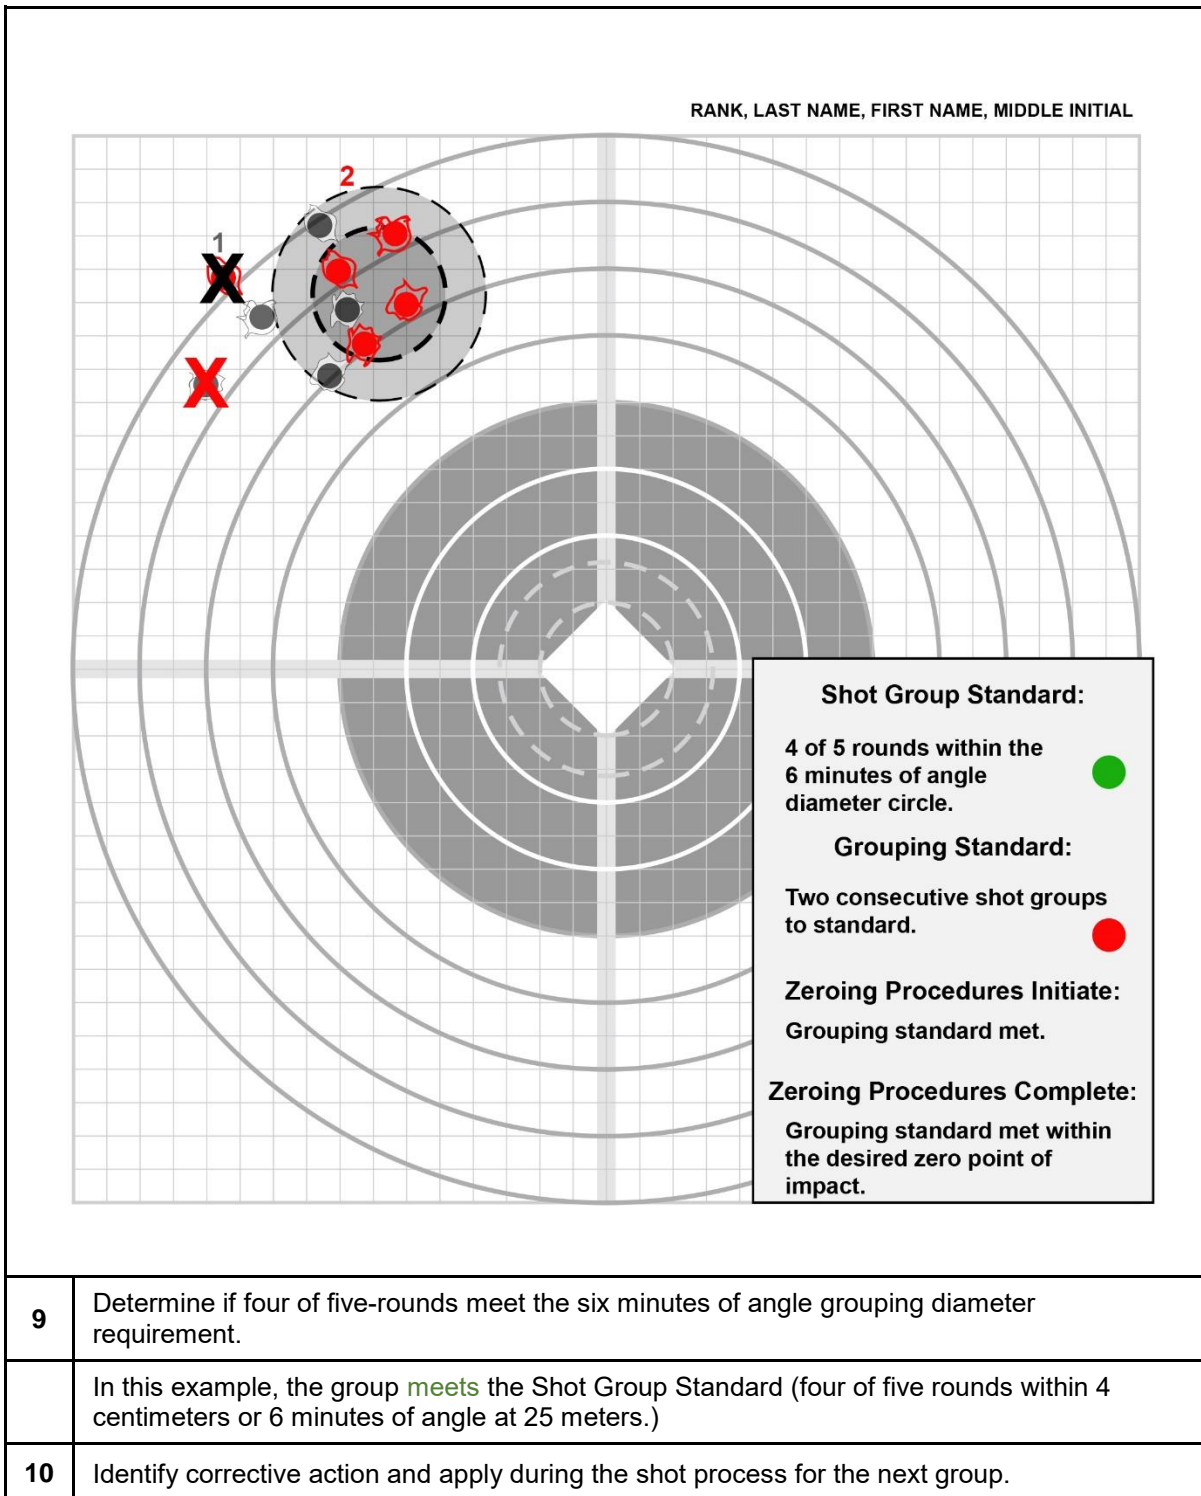 RANK, LAST NAME, FIRST NAME, MIDDLE INITIAL
2
1
X
X
Shot Group Standard:
4 of 5 rounds within the
6 minutes of angle
diameter circle.
Grouping Standard:
Two consecutive shot groups
to standard.
Zeroing Procedures Initiate:
Grouping standard met.
Zeroing Procedures Complete:
Grouping standard met within
the desired zero point of
impact.
9
Determine if four of five-rounds meet the six minutes of angle grouping diameter
requirement.
In this example, the group meets the Shot Group Standard (four of five rounds within 4
centimeters or 6 minutes of angle at 25 meters.)
10
Identify corrective action and apply during the shot process for the next group.